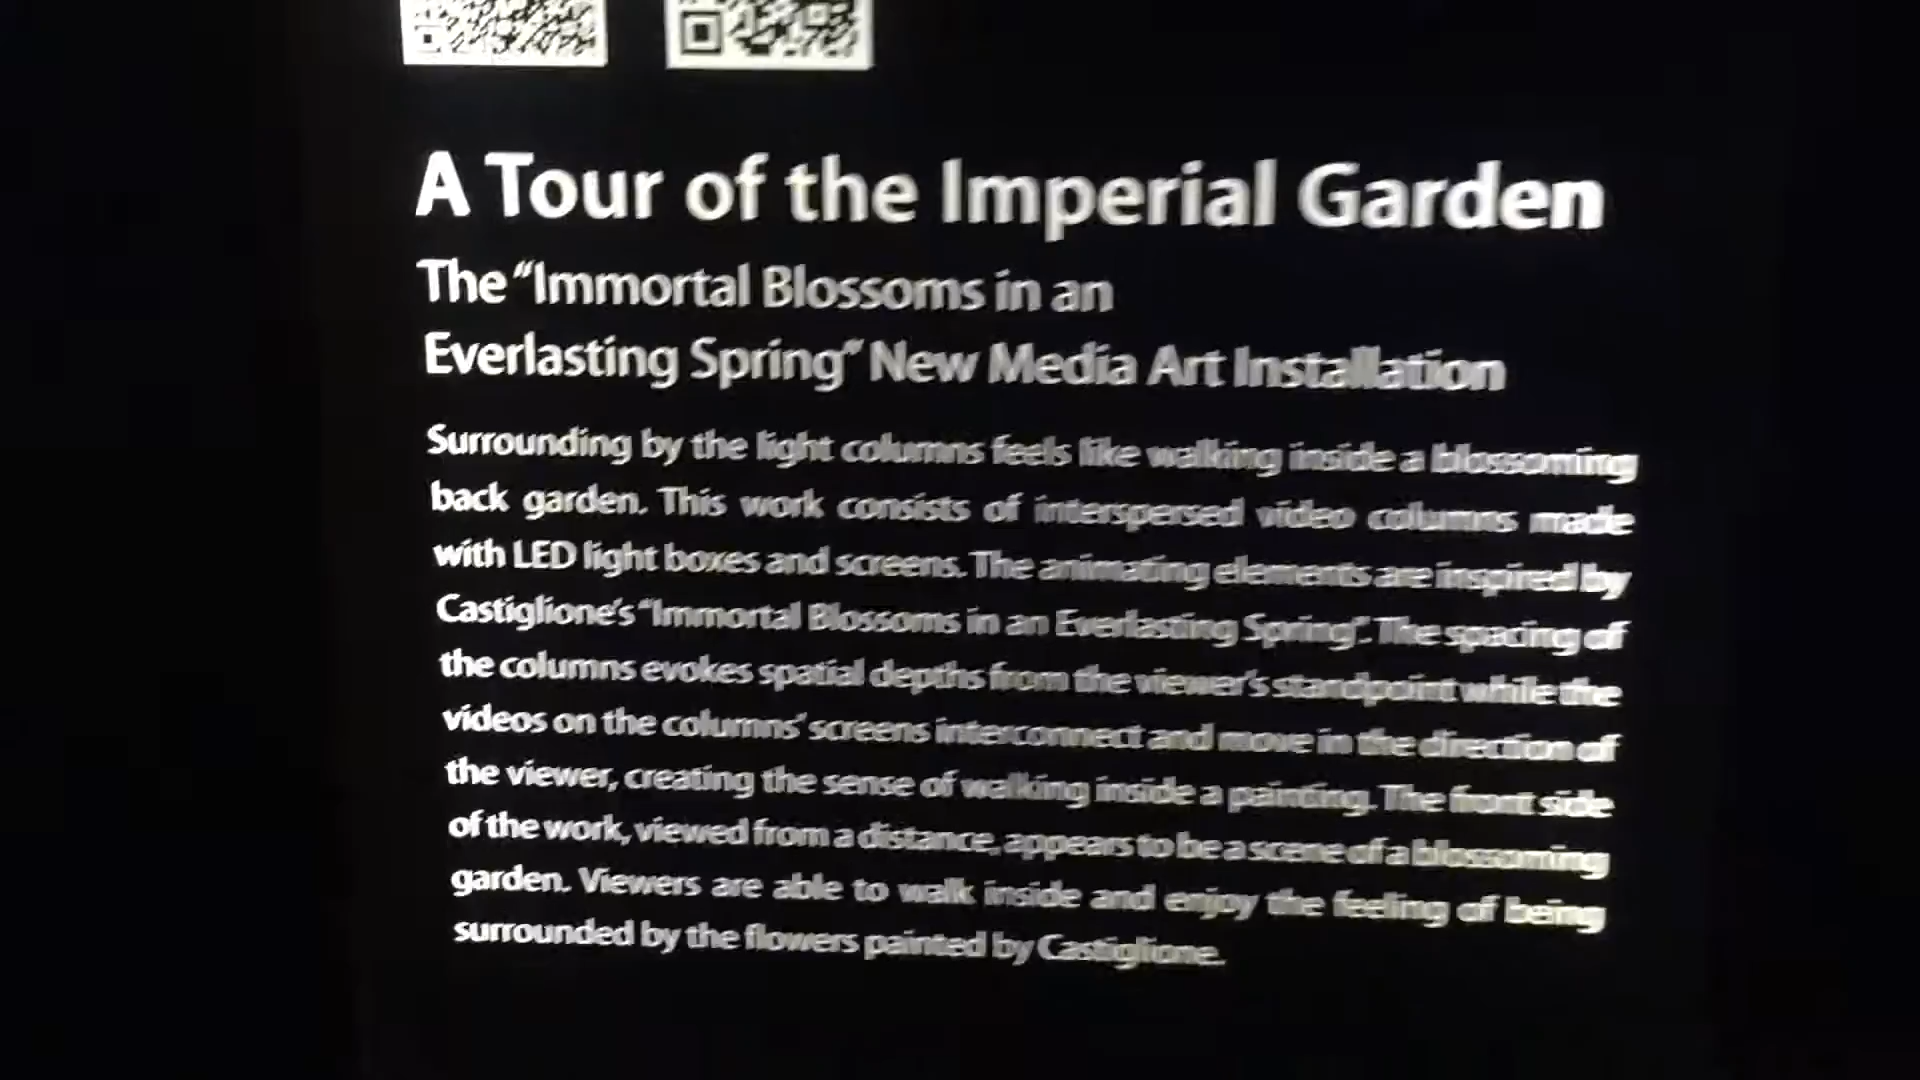 A Tour of the Imperial Garden
The “Immortal Blossoms in an
Everlasting Spring” New Media Art Installation
Surrounding by the light columns feels like walking inside a blossoming
back garden. This work consists of interspersed video columns made
with LED light boxes and screens. The animating elements are inspired by
Castiglione's “Immortal Blossoms in an Everlasting Spring”. The spacing of
the columns evokes spatial depths from the viewer's standpoint while the
videos on the columns' screens interconnect and move in the direction of
the viewer, creating the sense of walking inside a painting. The front side
of the work, viewed from a distance, appears to be a scene of a blossoming
garden. Viewers are able to walk inside and enjoy the feeling of being
surrounded by the flowers painted by Castiglione.